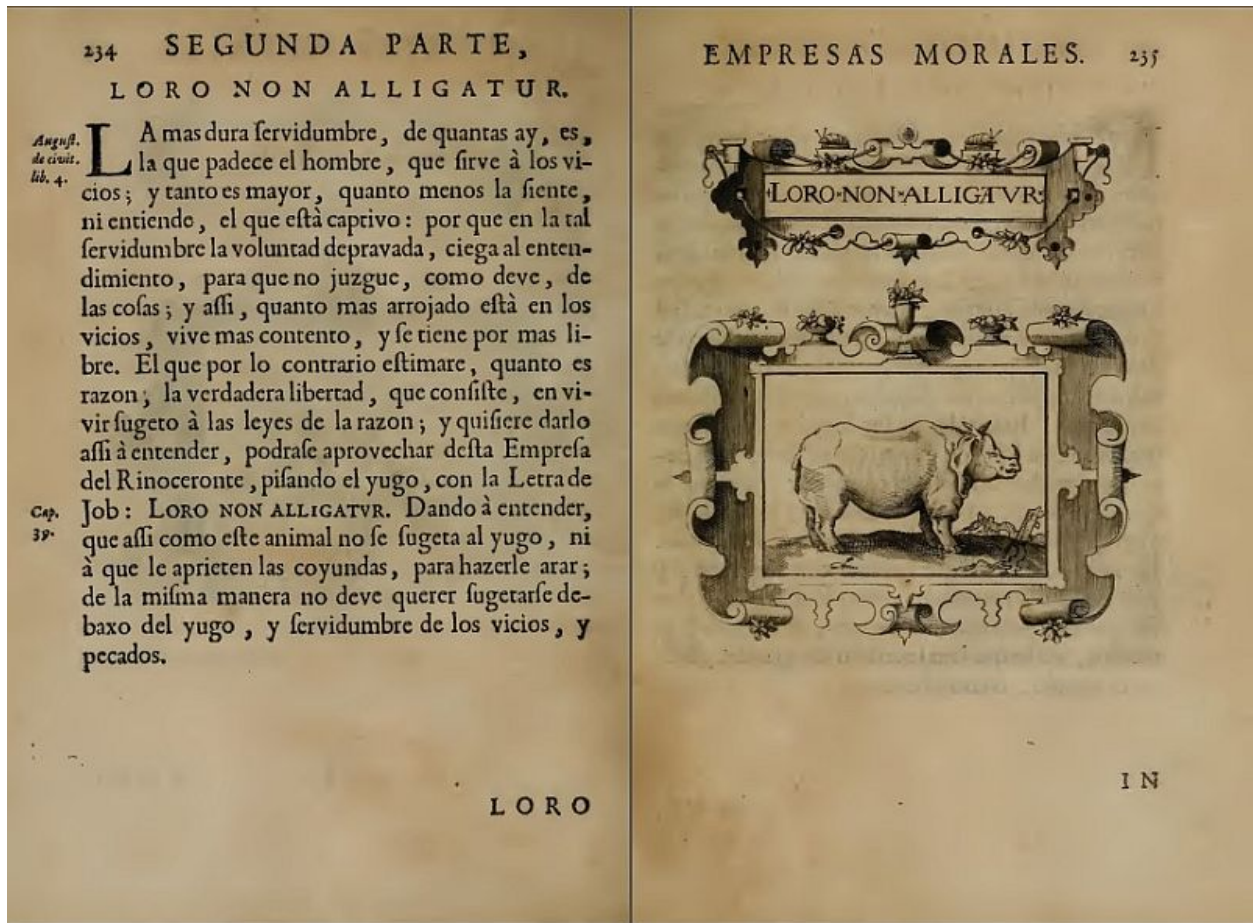 234 SEGUNDA PARTE,
LORO NON ALLIGATUR.
August.
de civit.
lib. 4.
LA mas dura ſervidumbre, de quantas ay, es,
la que padece el hombre, que ſirve à los vi-
cios; y tanto es mayor, quanto menos la ſiente,
ni entiende, el que eſtà captivo: por que en la tal
ſervidumbre la voluntad depravada, ciega al enten-
dimiento, para que no juzgue, como deve, de
las coſas; y aſſi, quanto mas arrojado eſtà en los
vicios, vive mas contento, y ſe tiene por mas li-
bre. El que por lo contrario eſtimare, quanto es
razon, la verdadera libertad, que conſiſte, en vi-
vir ſugeto à las leyes de la razon; y quiſiere darlo
aſſi à entender, podraſe aprovechar deſta Empreſa
del Rinoceronte, piſando el yugo, con la Letra de
Cap.
39.
Job: LORO NON ALLIGATVR. Dando à entender,
que aſſi como eſte animal no ſe ſugeta al yugo, ni
à que le aprieten las coyundas, para hazerle arar;
de la miſma manera no deve querer ſugetarſe de-
baxo del yugo, y ſervidumbre de los vicios, y
pecados.
LORO
EMPRESAS MORALES. 235
LORO·NON·ALLIGATVR·
IN